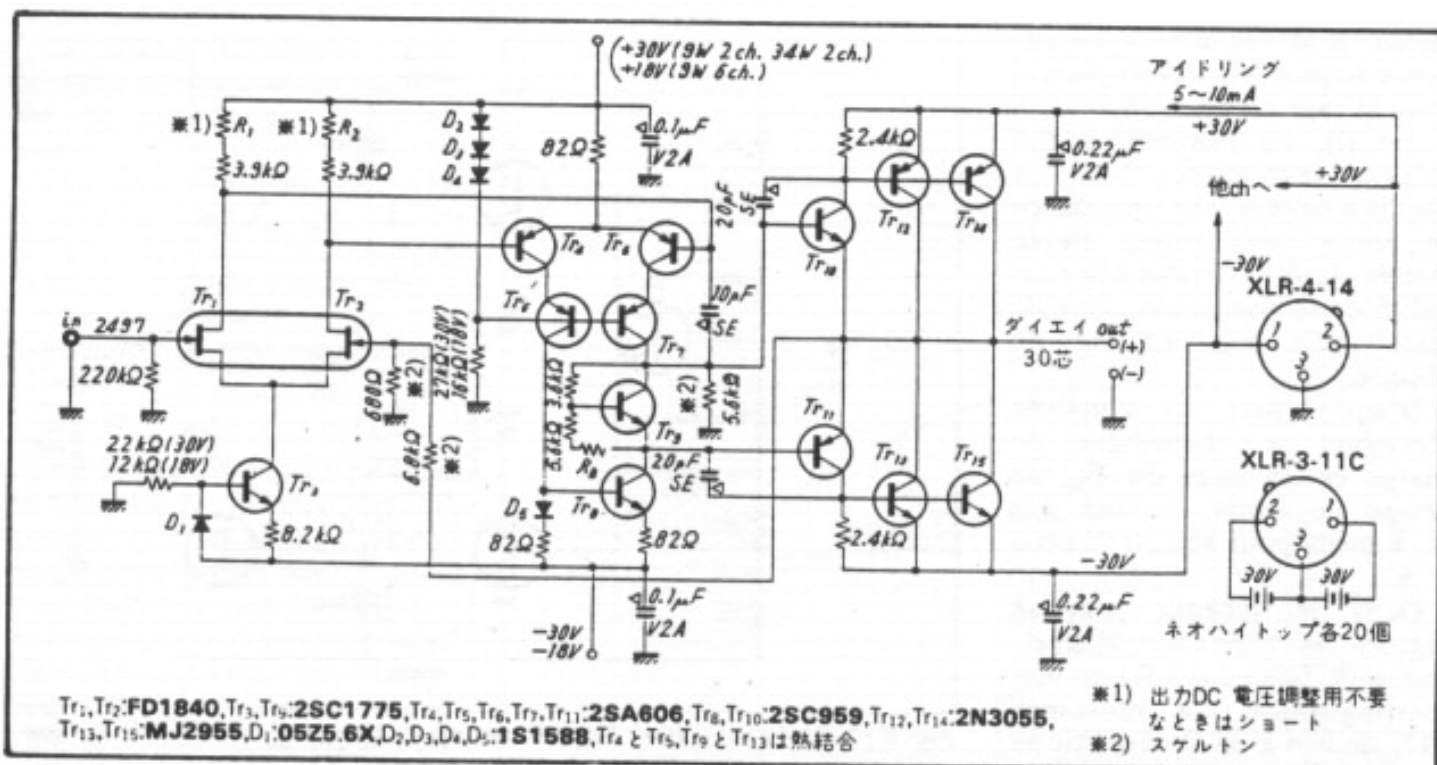 +30V(9W 2ch. 34W 2ch.)
+18V(9W 6ch.)
アイドリング
5~10mA
+30V
※1) R₁
※1) R₂
3.9kΩ
3.9kΩ
D₂
D₃
D₄
82Ω
0.1μF
V2A
2.4kΩ
0.22μF
V2A
他chへ
+30V
-30V
20pF
SE
Tr₁₂
Tr₁₄
Tr₁₀
Tr₆
10pF
SE
Tr₇
XLR-4-14
1
2
3
in
2497
Tr₁
220kΩ
680Ω
※2)
6.8kΩ
※2)
27kΩ(30V)
16kΩ(18V)
ダイエイ out
30芯
(+)
(-)
3.6kΩ
5.6kΩ
R₈
Tr₉
※2)
5.6kΩ
Tr₁₁
22kΩ(30V)
12kΩ(18V)
D₁
Tr₃
8.2kΩ
D₅
82Ω
Tr₈
82Ω
20pF
SE
Tr₁₃
Tr₁₅
2.4kΩ
XLR-3-11C
2
1
3
30V
30V
ネオハイトップ各20個
-30V
0.22μF
V2A
0.1μF
V2A
-30V
-18V
Tr₁,Tr₂:FD1840,Tr₃,Tr₉:2SC1775,Tr₄,Tr₅,Tr₆,Tr₇,Tr₁₁:2SA606,Tr₈,Tr₁₀:2SC959,Tr₁₂,Tr₁₄:2N3055,
Tr₁₃,Tr₁₅:MJ2955,D₁:05Z5.6X,D₂,D₃,D₄,D₅:1S1588,Tr₄とTr₅,Tr₉とTr₁₃は熱結合
※1) 出力DC 電圧調整用不要
なときはショート
※2) スケルトン